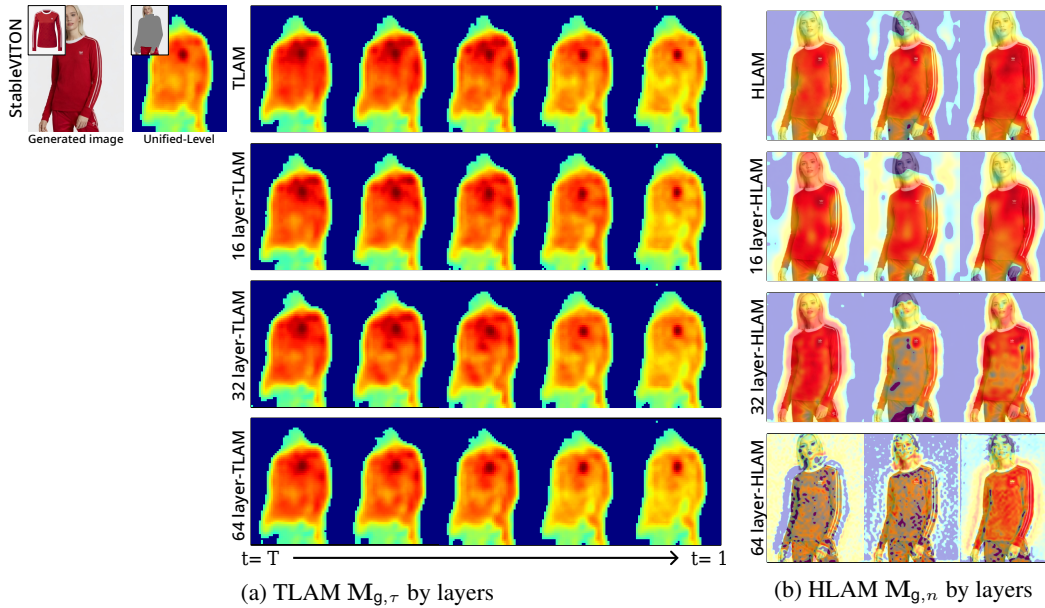 StableVITON
Generated image
Unified-Level
TLAM
16 layer-TLAM
32 layer-TLAM
64 layer-TLAM
t= T
t= 1
(a) TLAM M_{g,τ} by layers
HLAM
16 layer-HLAM
32 layer-HLAM
64 layer-HLAM
(b) HLAM M_{g,n} by layers